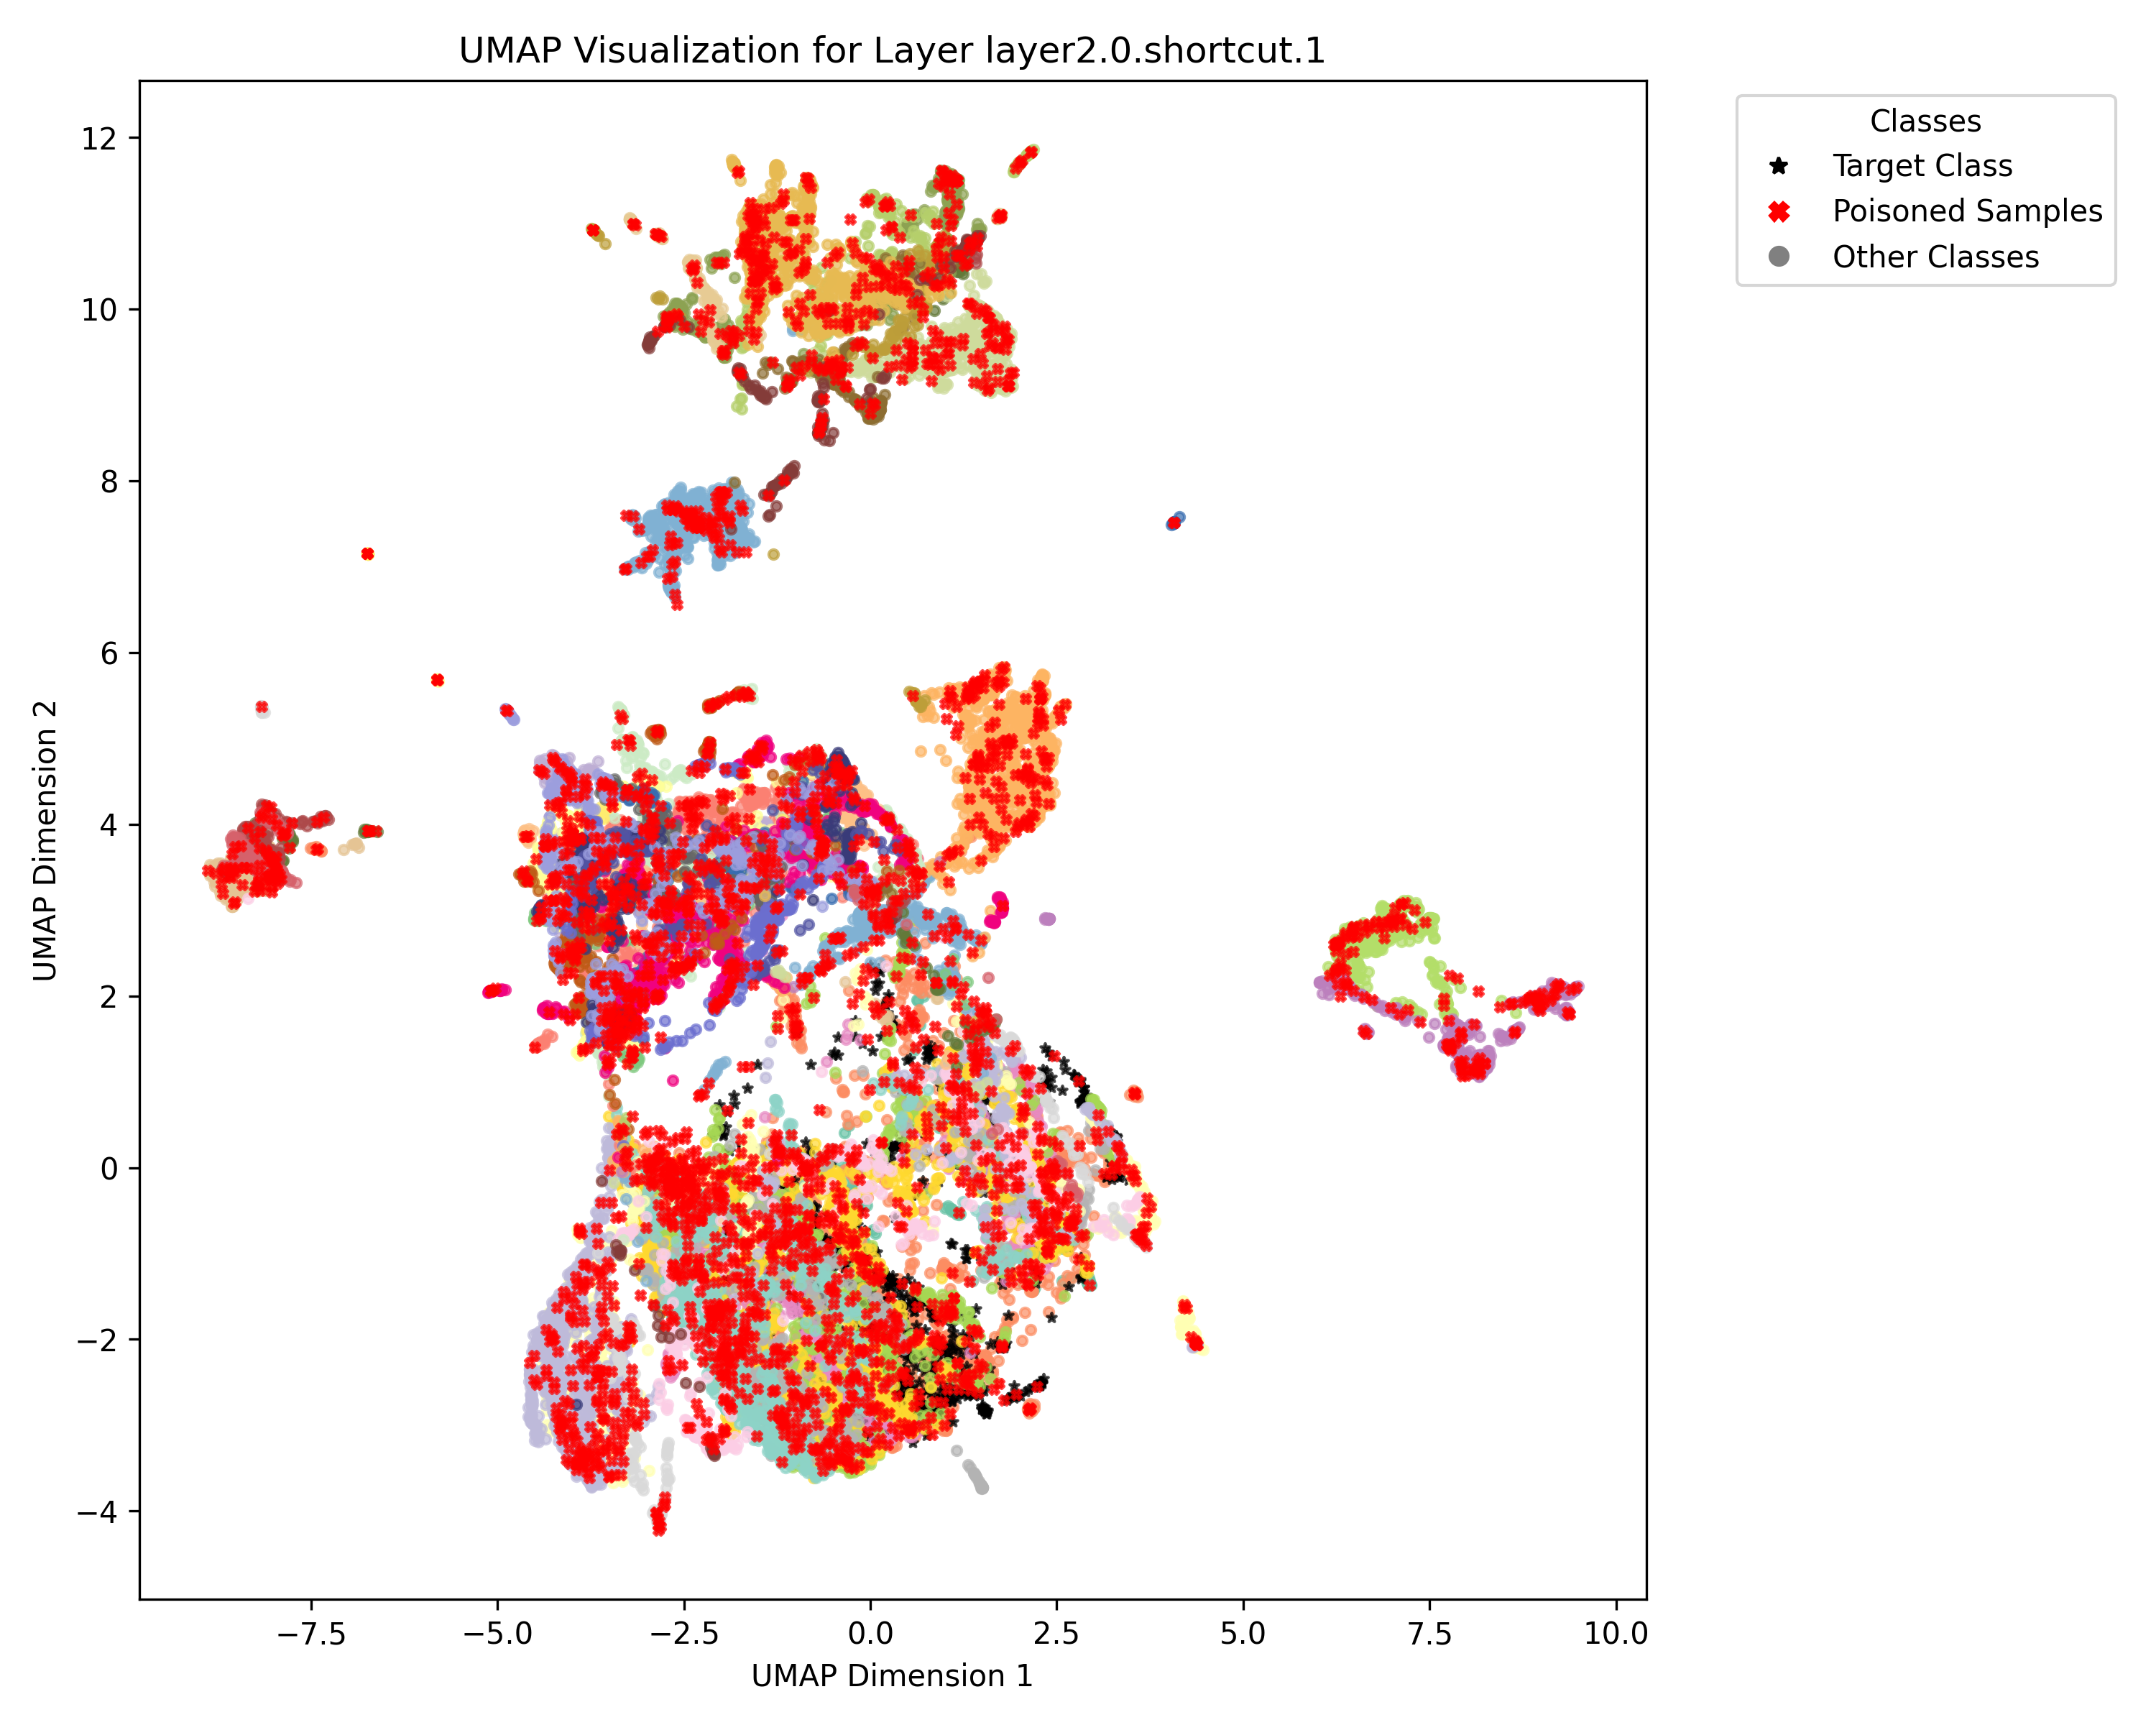 UMAP Visualization for Layer layer2.0.shortcut.1
Classes
Target Class
Poisoned Samples
Other Classes
12
10
8
6
4
2
0
−2
−4
UMAP Dimension 2
−7.5
−5.0
−2.5
0.0
2.5
5.0
7.5
10.0
UMAP Dimension 1